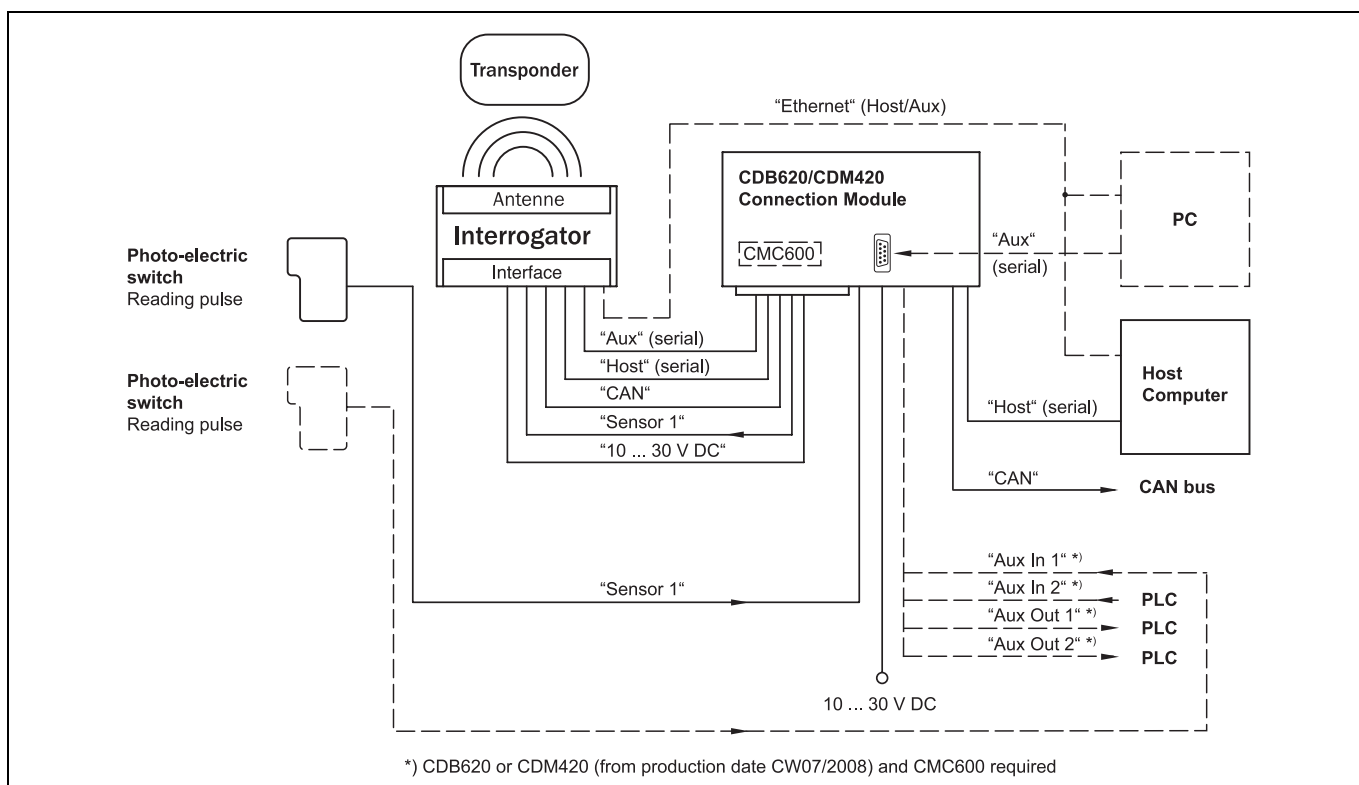 Transponder
“Ethernet“ (Host/Aux)
Antenne
Interrogator
Interface
CDB620/CDM420
Connection Module
CMC600
“Aux“
(serial)
PC
Photo-electric
switch
Reading pulse
“Aux“ (serial)
“Host“ (serial)
“CAN“
“Sensor 1“
“10 ... 30 V DC“
Photo-electric
switch
Reading pulse
Host
Computer
“Host“ (serial)
“CAN“
CAN bus
“Sensor 1“
“Aux In 1“ *)
“Aux In 2“ *)
PLC
“Aux Out 1“ *)
PLC
“Aux Out 2“ *)
PLC
10 ... 30 V DC
*) CDB620 or CDM420 (from production date CW07/2008) and CMC600 required